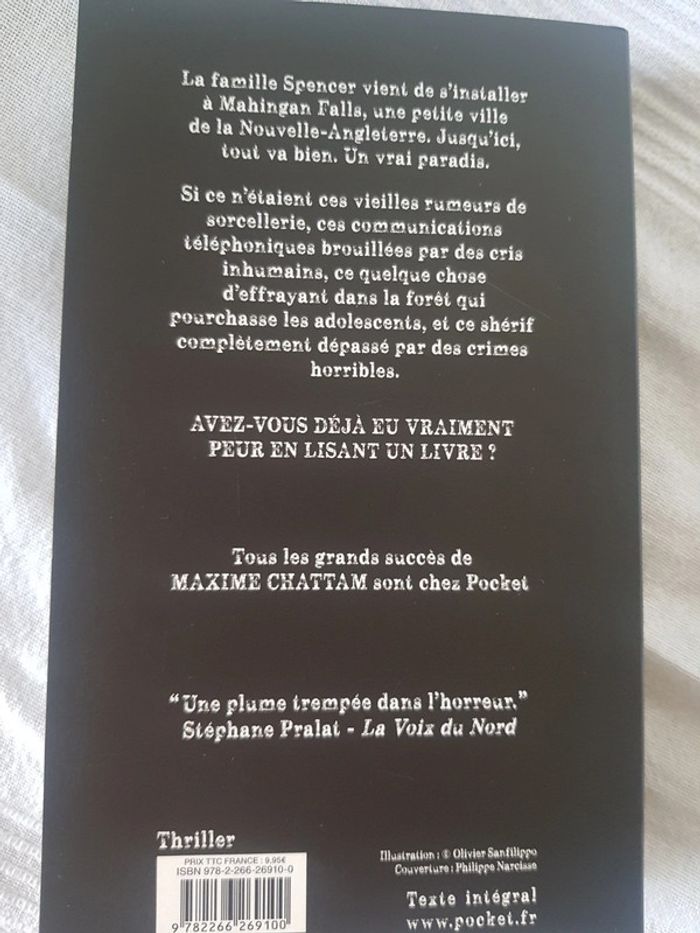 La famille Spencer vient de s'installer
à Mahingan Falls, une petite ville
de la Nouvelle-Angleterre. Jusqu'ici,
tout va bien. Un vrai paradis.
Si ce n'étaient ces vieilles rumeurs de
sorcellerie, ces communications
téléphoniques brouillées par des cris
inhumains, ce quelque chose
d'effrayant dans la forêt qui
pourchasse les adolescents, et ce shérif
complètement dépassé par des crimes
horribles.
AVEZ-VOUS DÉJÀ EU VRAIMENT
PEUR EN LISANT UN LIVRE ?
Tous les grands succès de
MAXIME CHATTAM sont chez Pocket
"Une plume trempée dans l'horreur."
Stéphane Pralat - La Voix du Nord
Thriller
PRIX TTC FRANCE : 9,95€
ISBN 978-2-266-26910-0
9 782266 269100
Illustration : © Olivier Sanfilippo
Couverture : Philippe Narcisse
Texte intégral
www.pocket.fr